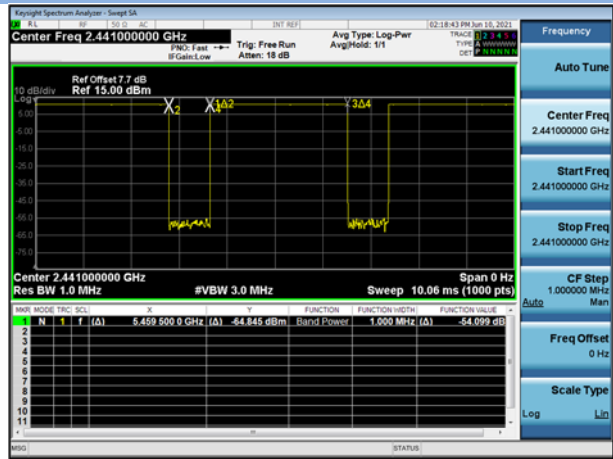 Keysight Spectrum Analyzer - Swept SA
RL RF 50 Ω AC INT REF 02:18:43 PM Jun 10, 2021
Center Freq 2.441000000 GHz
PNO: Fast
IFGain:Low
Trig: Free Run
Atten: 18 dB
Avg Type: Log-Pwr
Avg|Hold: 1/1
TRACE 1 2 3 4 5 6
TYPE A WWWWW
DET P NNNNN
Frequency
Auto Tune
Ref Offset 7.7 dB
10 dB/div Ref 15.00 dBm
Log
5.00
-5.00
-15.0
-25.0
-35.0
-45.0
-55.0
-65.0
-75.0
X2 X1Δ2 3Δ4
Center Freq
2.441000000 GHz
Start Freq
2.441000000 GHz
Stop Freq
2.441000000 GHz
Center 2.441000000 GHz Span 0 Hz
Res BW 1.0 MHz #VBW 3.0 MHz Sweep 10.06 ms (1000 pts)
CF Step
1.000000 MHz
Auto Man
MKR MODE TRC SCL X Y FUNCTION FUNCTION WIDTH FUNCTION VALUE
1 N 1 f (Δ) 5.459 500 0 GHz (Δ) -64.845 dBm Band Power 1.000 MHz (Δ) -54.099 dB
2
3
4
5
6
7
8
9
10
11
Freq Offset
0 Hz
Scale Type
Log Lin
MSG STATUS